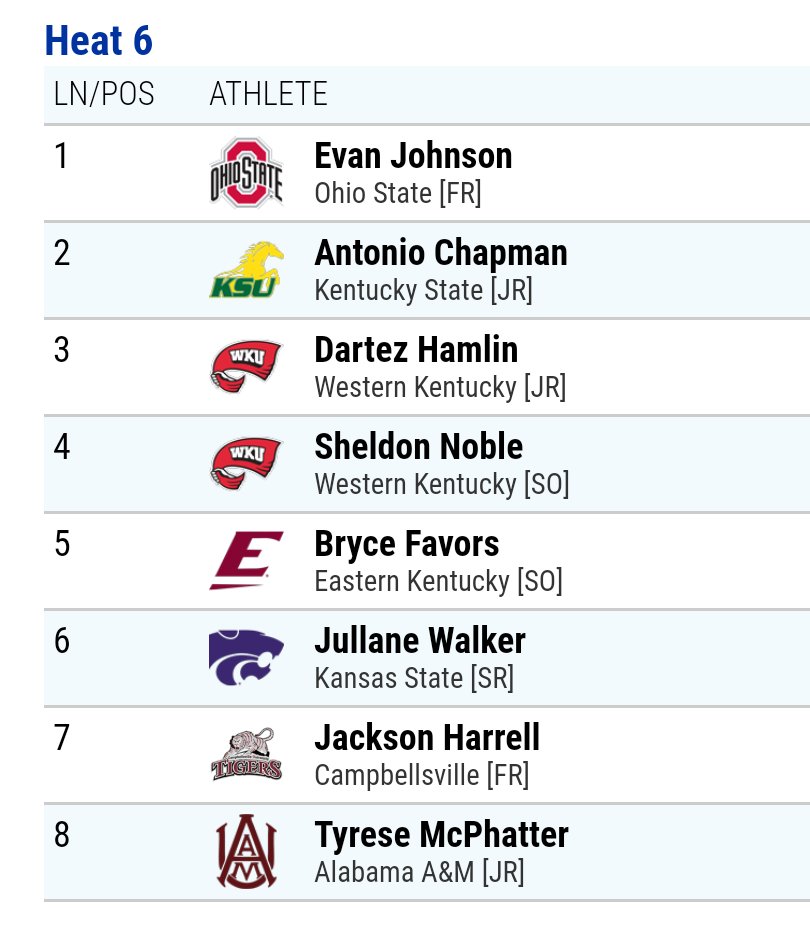 Heat 6
LN/POS ATHLETE
1 OHIO STATE Evan Johnson
Ohio State [FR]
2 KSU Antonio Chapman
Kentucky State [JR]
3 WKU Dartez Hamlin
Western Kentucky [JR]
4 WKU Sheldon Noble
Western Kentucky [SO]
5 E Bryce Favors
Eastern Kentucky [SO]
6 Jullane Walker
Kansas State [SR]
7 TIGERS Jackson Harrell
Campbellsville [FR]
8 AAM Tyrese McPhatter
Alabama A&M [JR]